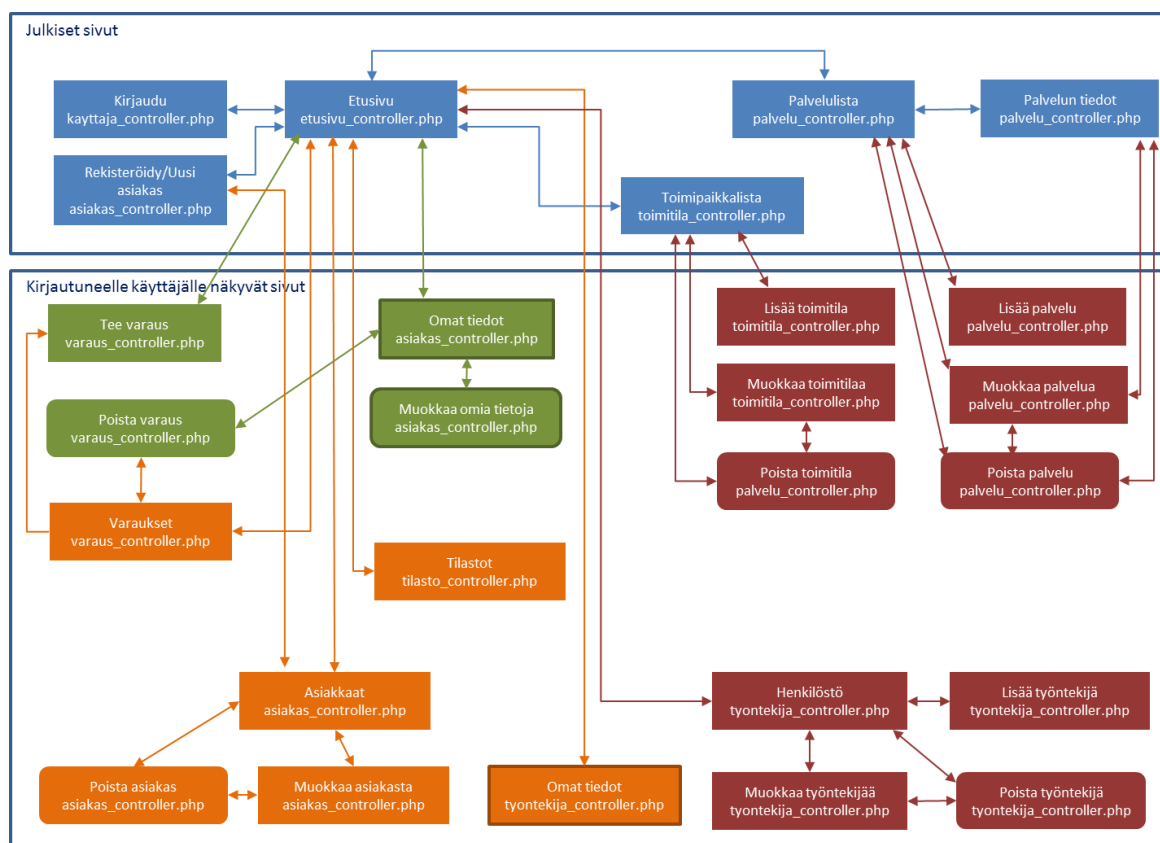 Julkiset sivut
Kirjaudu
kayttaja_controller.php
Etusivu
etusivu_controller.php
Palvelulista
palvelu_controller.php
Palvelun tiedot
palvelu_controller.php
Rekisteröidy/Uusi
asiakas
asiakas_controller.php
Toimipaikkalista
toimitila_controller.php
Kirjautuneelle käyttäjälle näkyvät sivut
Tee varaus
varaus_controller.php
Omat tiedot
asiakas_controller.php
Lisää toimitila
toimitila_controller.php
Lisää palvelu
palvelu_controller.php
Muokkaa omia tietoja
asiakas_controller.php
Muokkaa toimitilaa
toimitila_controller.php
Muokkaa palvelua
palvelu_controller.php
Poista varaus
varaus_controller.php
Poista toimitila
palvelu_controller.php
Poista palvelu
palvelu_controller.php
Varaukset
varaus_controller.php
Tilastot
tilasto_controller.php
Asiakkaat
asiakas_controller.php
Henkilöstö
tyontekija_controller.php
Lisää työntekijä
tyontekija_controller.php
Poista asiakas
asiakas_controller.php
Muokkaa asiakasta
asiakas_controller.php
Omat tiedot
tyontekija_controller.php
Muokkaa työntekijää
tyontekija_controller.php
Poista työntekijä
tyontekija_controller.php